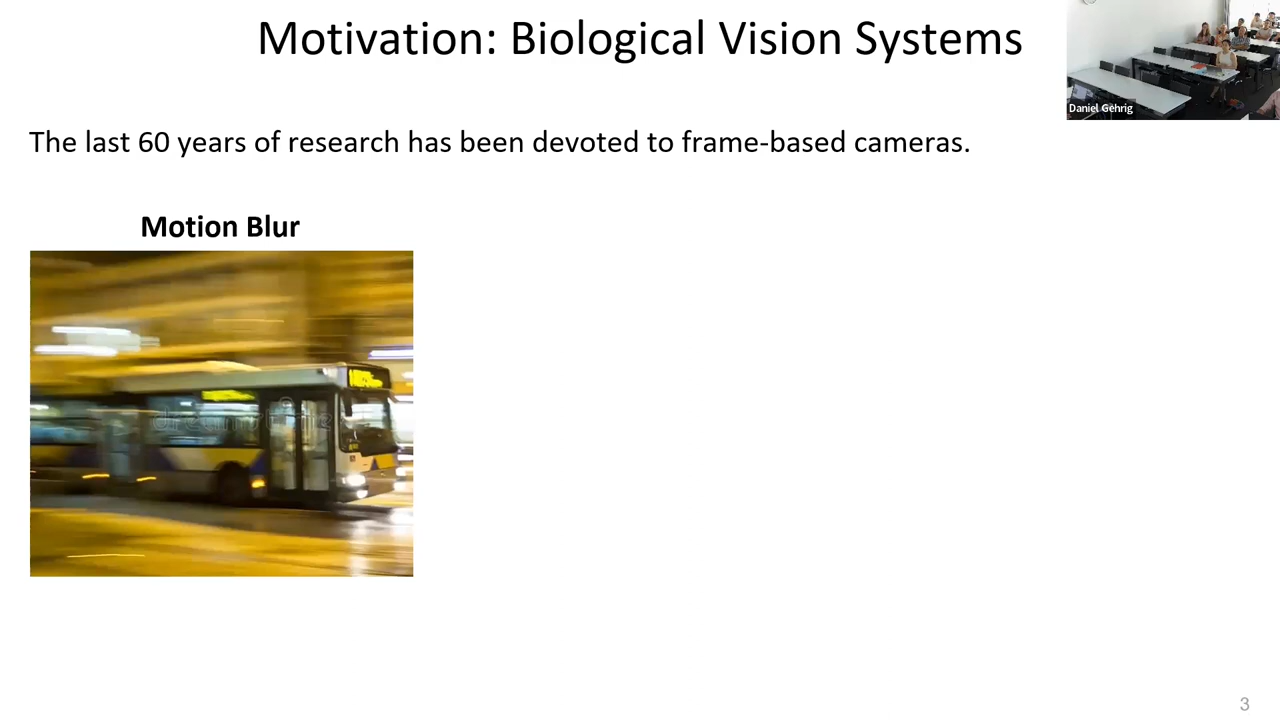 Motivation: Biological Vision Systems
Daniel Gehrig
The last 60 years of research has been devoted to frame-based cameras.
Motion Blur
dreamstime
3